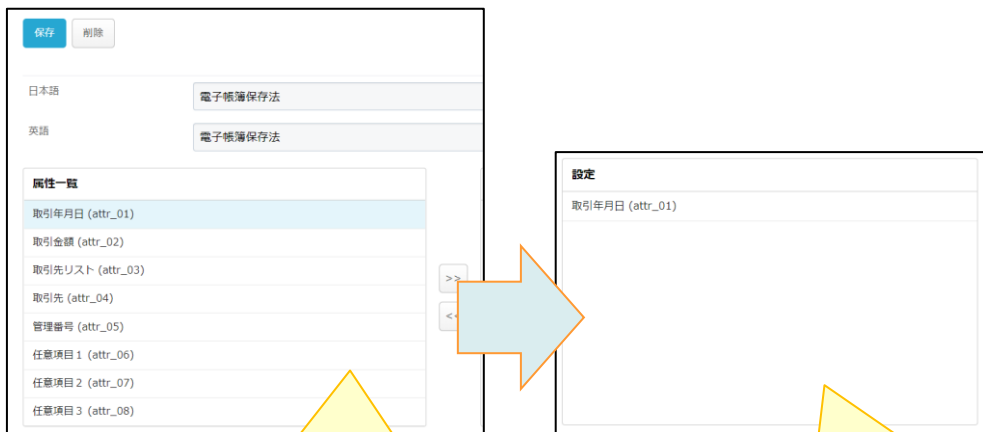 保存
削除
日本語
電子帳簿保存法
英語
電子帳簿保存法
属性一覧
取引年月日 (attr_01)
取引金額 (attr_02)
取引先リスト (attr_03)
取引先 (attr_04)
管理番号 (attr_05)
任意項目1 (attr_06)
任意項目2 (attr_07)
任意項目3 (attr_08)
>>
<<
設定
取引年月日 (attr_01)